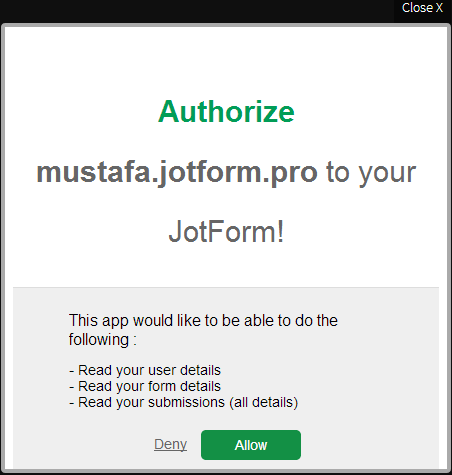 Close X
Authorize
mustafa.jotform.pro to your
JotForm!
This app would like to be able to do the
following :
- Read your user details
- Read your form details
- Read your submissions (all details)
Deny Allow